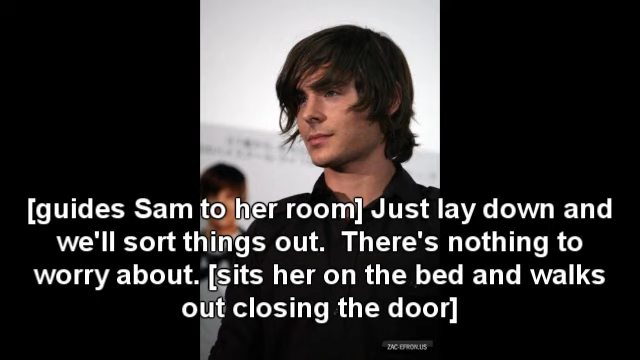 [guides Sam to her room] Just lay down and
we'll sort things out.  There's nothing to
worry about. [sits her on the bed and walks
out closing the door]
ZAC-EFRON.US